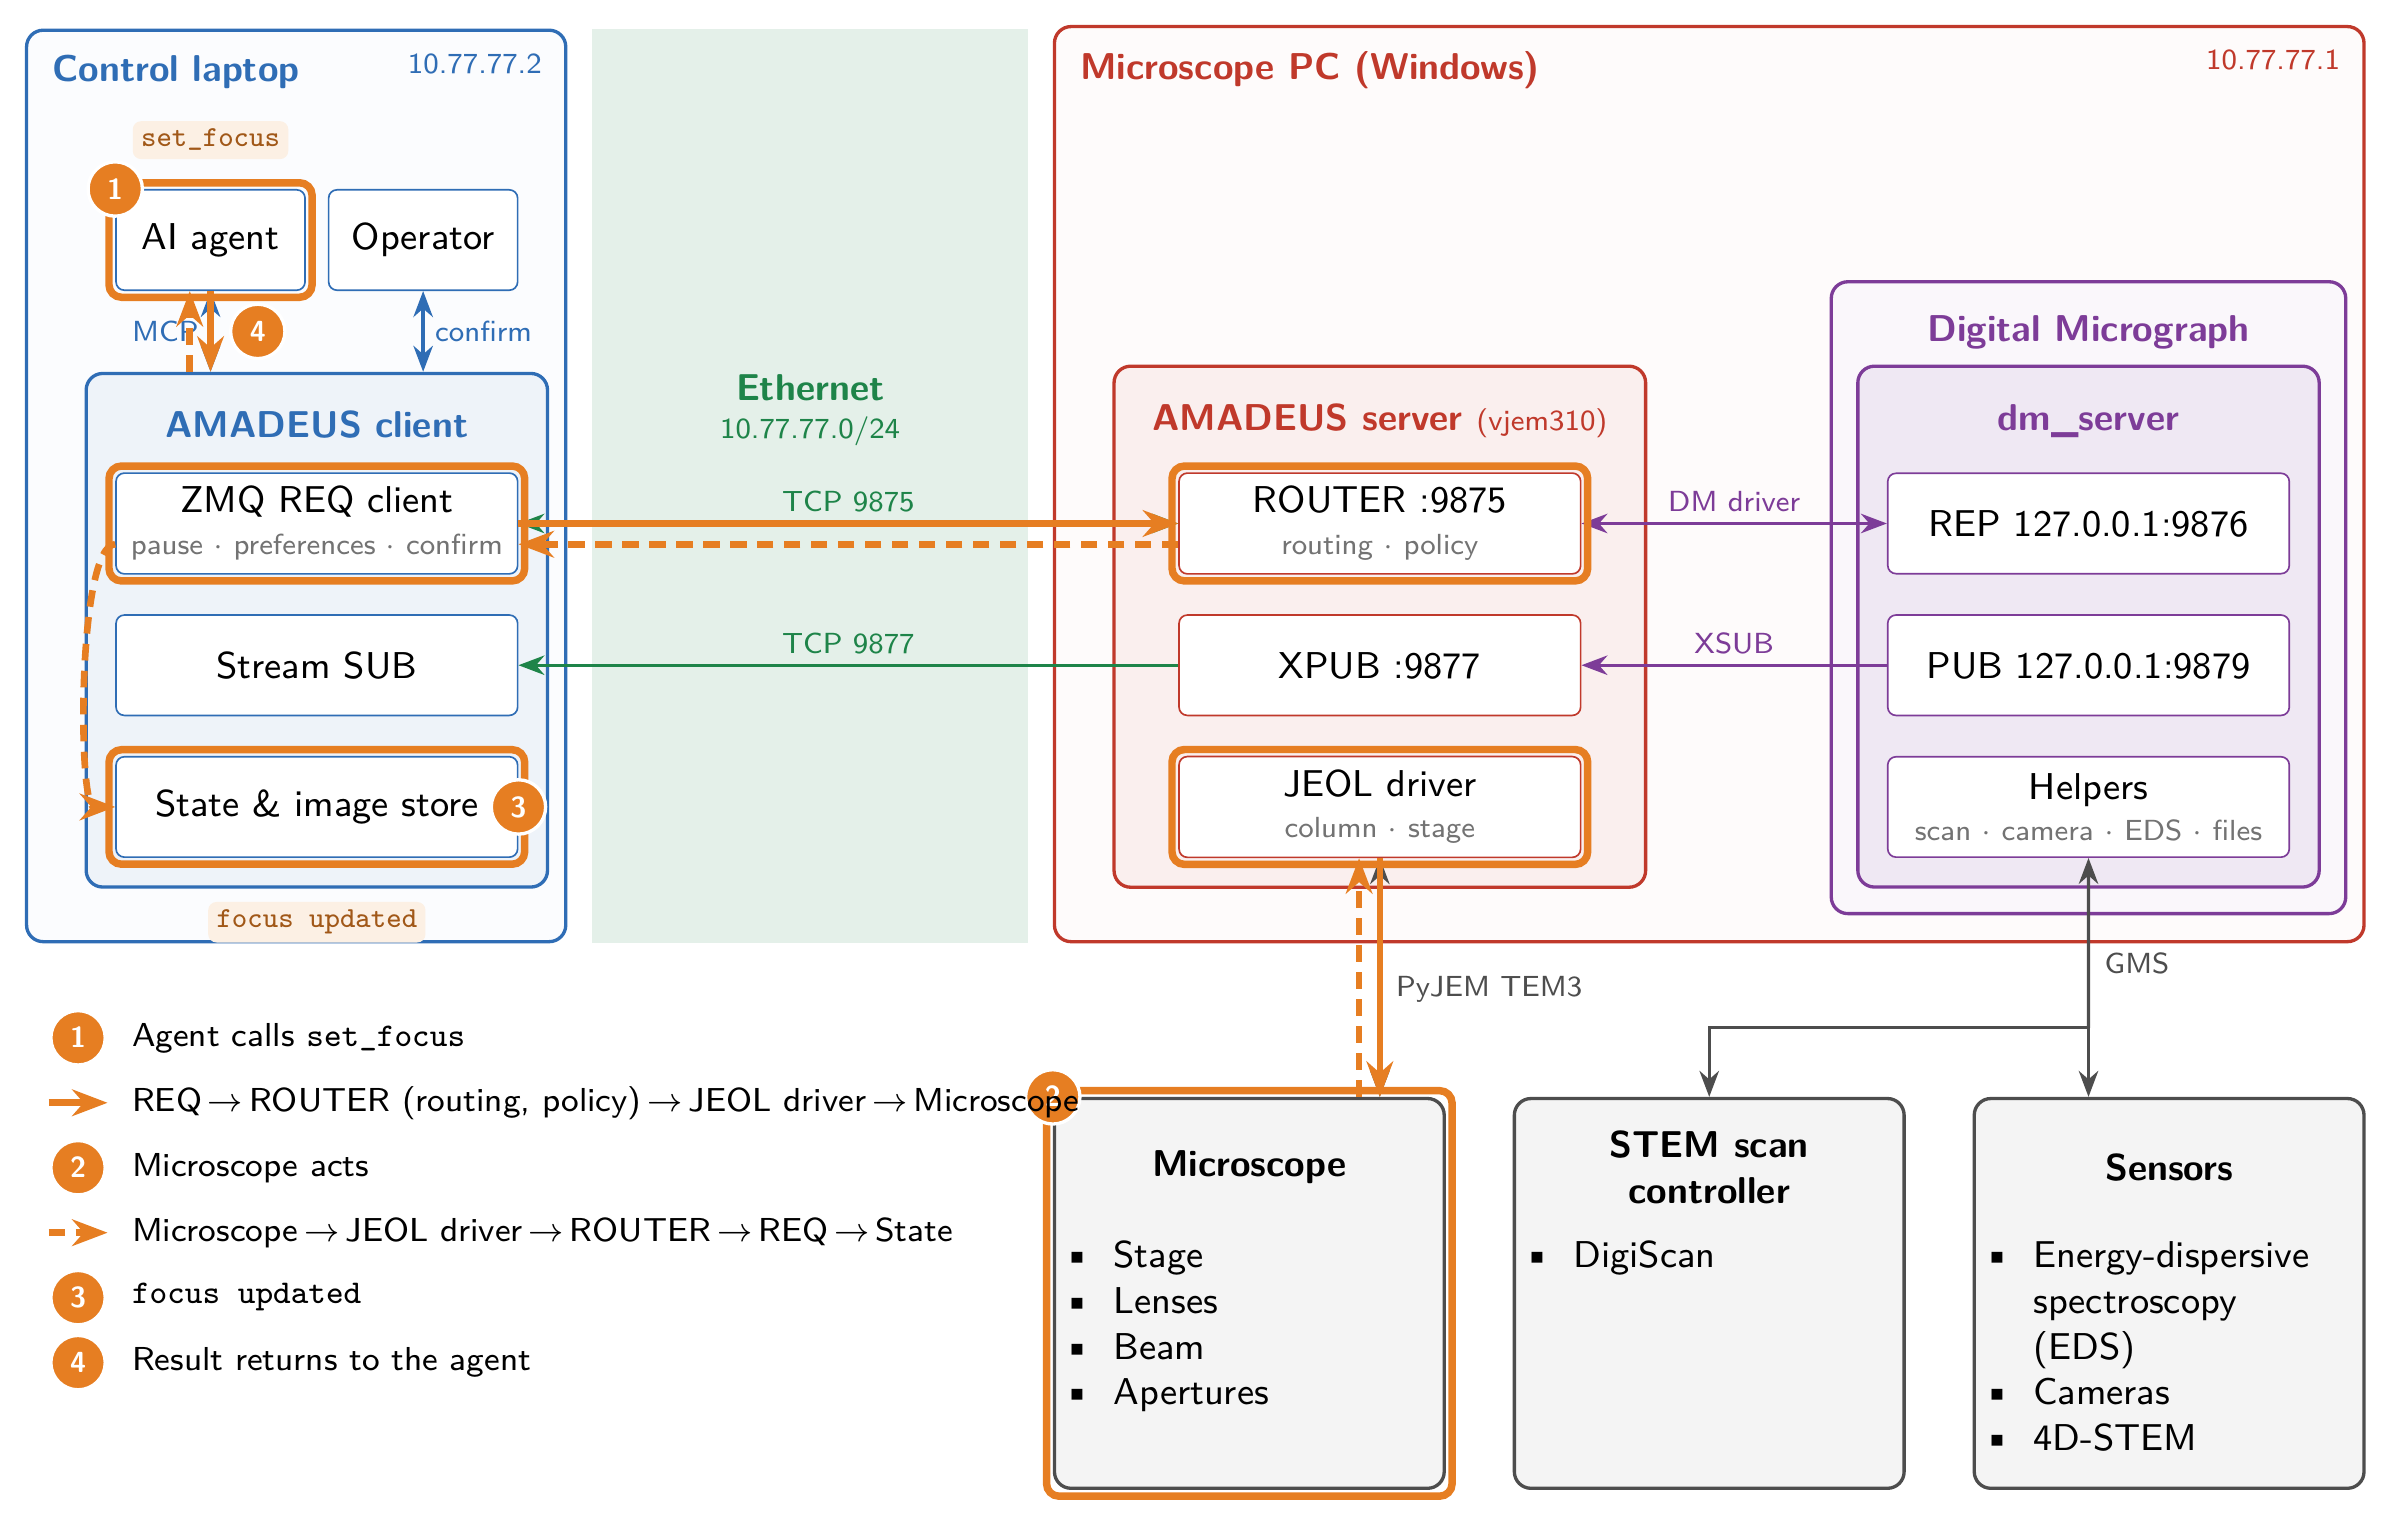 Control laptop
10.77.77.2
set_focus
1
AI agent
Operator
MCP
4
confirm
AMADEUS client
ZMQ REQ client
pause · preferences · confirm
Stream SUB
State & image store
3
focus updated
Ethernet
10.77.77.0/24
TCP 9875
TCP 9877
Microscope PC (Windows)
10.77.77.1
AMADEUS server (vjem310)
ROUTER :9875
routing · policy
XPUB :9877
JEOL driver
column · stage
DM driver
XSUB
Digital Micrograph
dm_server
REP 127.0.0.1:9876
PUB 127.0.0.1:9879
Helpers
scan · camera · EDS · files
PyJEM TEM3
GMS
1 Agent calls set_focus
REQ→ROUTER (routing, policy)→JEOL driver→Microscope
2 Microscope acts
Microscope→JEOL driver→ROUTER→REQ→State
3 focus updated
4 Result returns to the agent
2
Microscope
▪ Stage
▪ Lenses
▪ Beam
▪ Apertures
STEM scan
controller
▪ DigiScan
Sensors
▪ Energy-dispersive
spectroscopy
(EDS)
▪ Cameras
▪ 4D-STEM